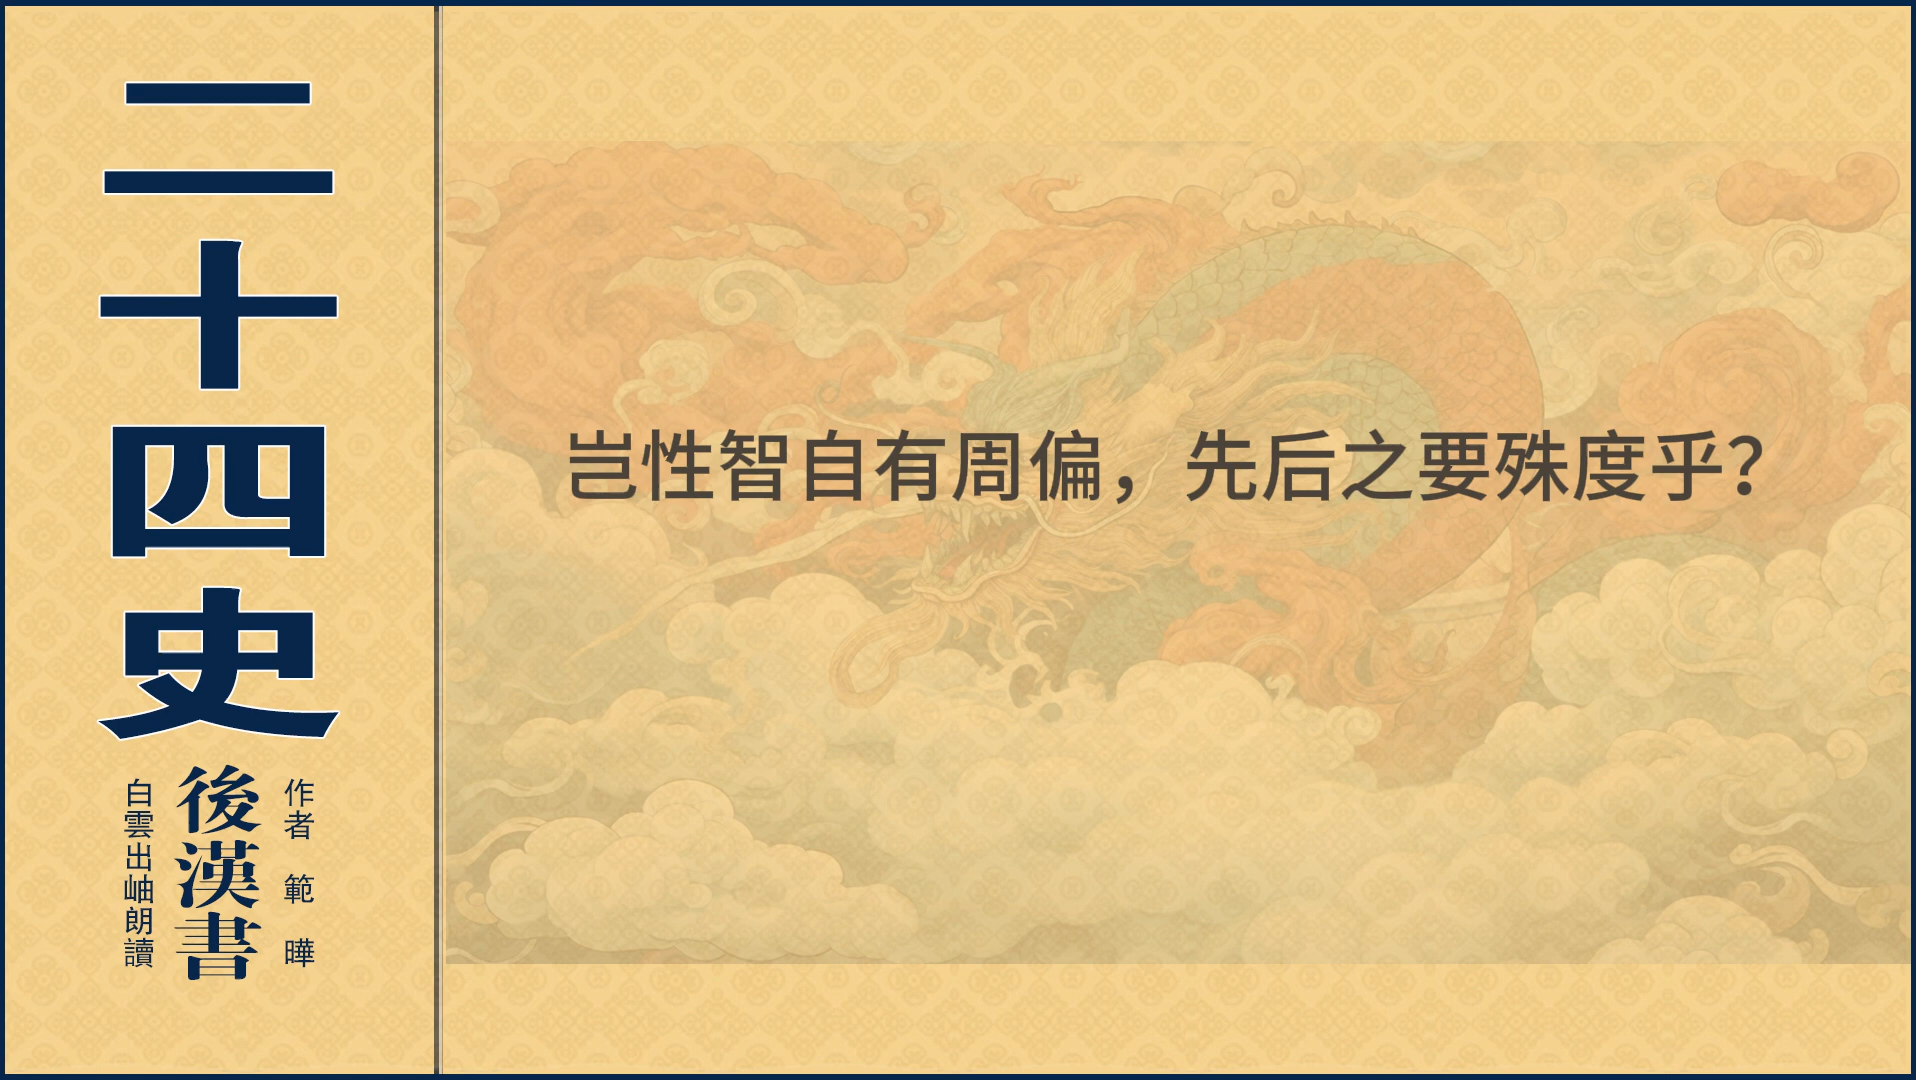 二十四史
作者 範 曄
後漢書
白雲出岫朗讀
岂性智自有周偏，先后之要殊度乎？